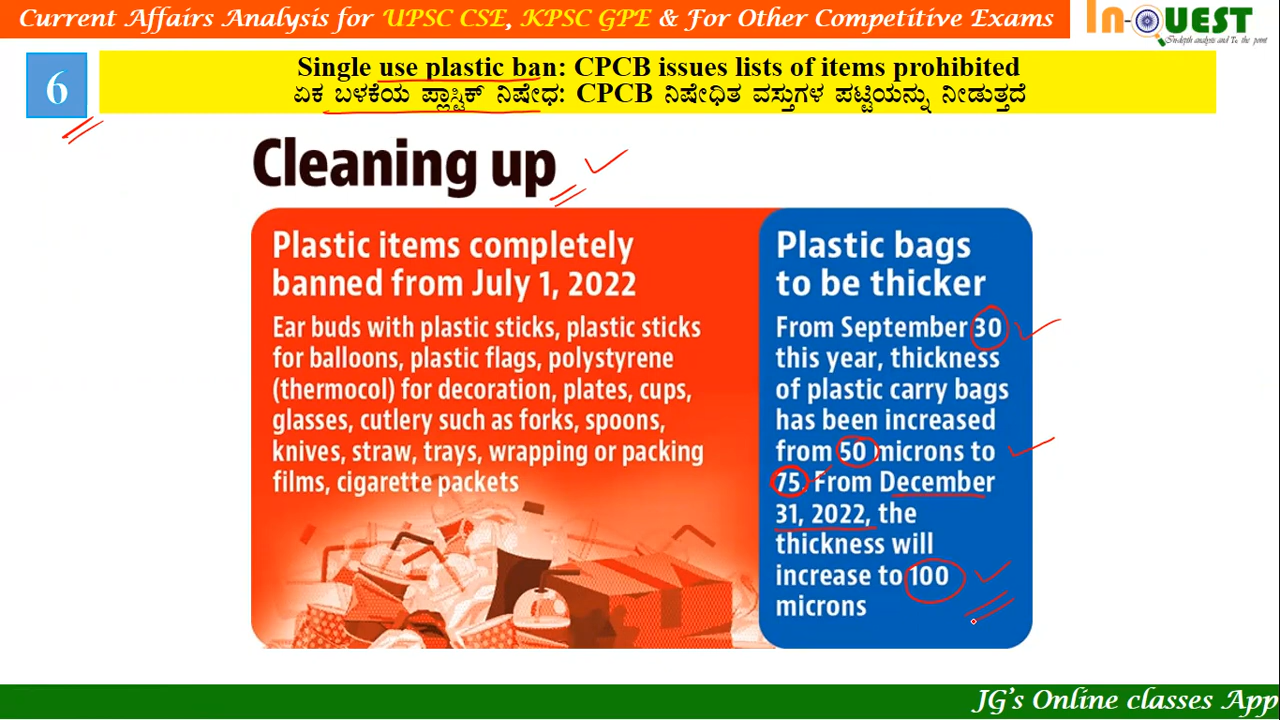 Current Affairs Analysis for UPSC CSE, KPSC GPE & For Other Competitive Exams
In-QUEST
In-depth analysis and To the point
6
Single use plastic ban: CPCB issues lists of items prohibited
ಏಕ ಬಳಕೆಯ ಪ್ಲಾಸ್ಟಿಕ್ ನಿಷೇಧ: CPCB ನಿಷೇಧಿತ ವಸ್ತುಗಳ ಪಟ್ಟಿಯನ್ನು ನೀಡುತ್ತದೆ
Cleaning up
Plastic items completely
banned from July 1, 2022
Ear buds with plastic sticks, plastic sticks
for balloons, plastic flags, polystyrene
(thermocol) for decoration, plates, cups,
glasses, cutlery such as forks, spoons,
knives, straw, trays, wrapping or packing
films, cigarette packets
Plastic bags
to be thicker
From September 30
this year, thickness
of plastic carry bags
has been increased
from 50 microns to
75. From December
31, 2022, the
thickness will
increase to 100
microns
JG's Online classes App